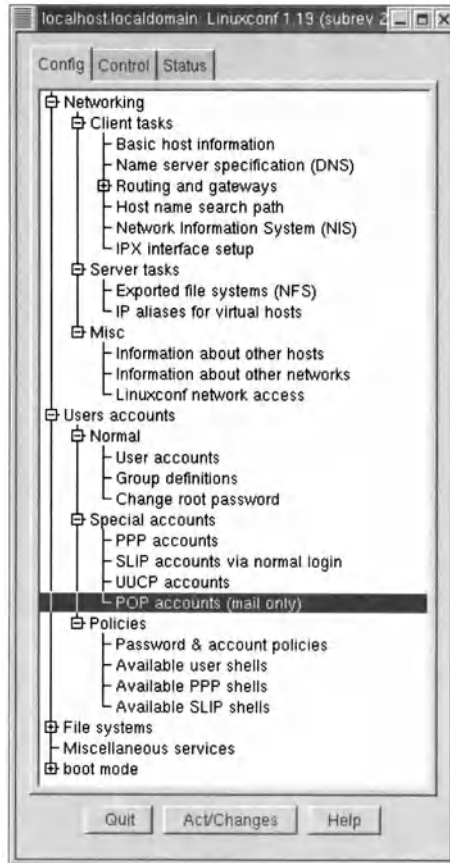 localhost.localdomain: Linuxconf 1.19 (subrev 2
Config Control Status
Networking
Client tasks
Basic host information
Name server specification (DNS)
Routing and gateways
Host name search path
Network Information System (NIS)
IPX interface setup
Server tasks
Exported file systems (NFS)
IP aliases for virtual hosts
Misc
Information about other hosts
Information about other networks
Linuxconf network access
Users accounts
Normal
User accounts
Group definitions
Change root password
Special accounts
PPP accounts
SLIP accounts via normal login
UUCP accounts
POP accounts (mail only)
Policies
Password & account policies
Available user shells
Available PPP shells
Available SLIP shells
File systems
Miscellaneous services
boot mode
Quit Act/Changes Help